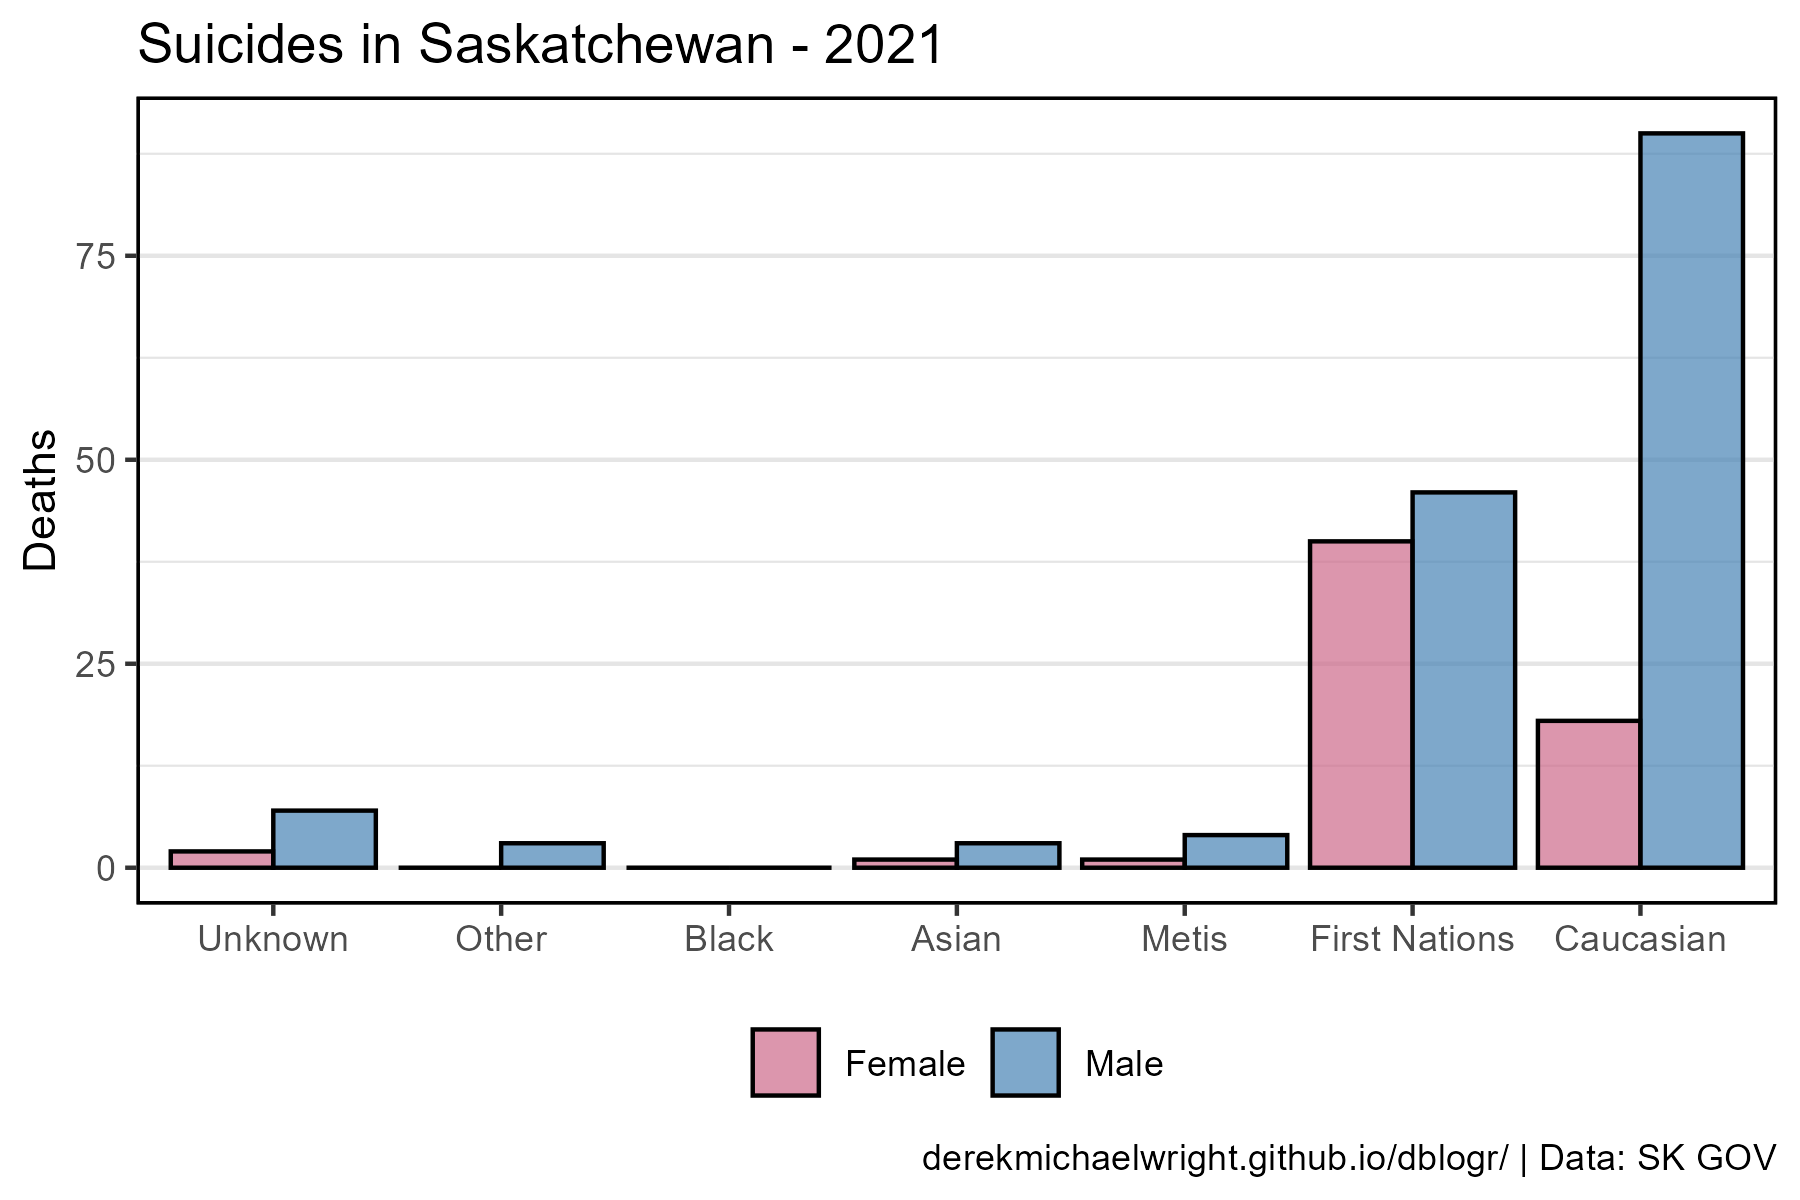 Suicides in Saskatchewan - 2021
Deaths
75
50
25
0
Unknown Other Black Asian Metis First Nations Caucasian
Female Male
derekmichaelwright.github.io/dblogr/ | Data: SK GOV